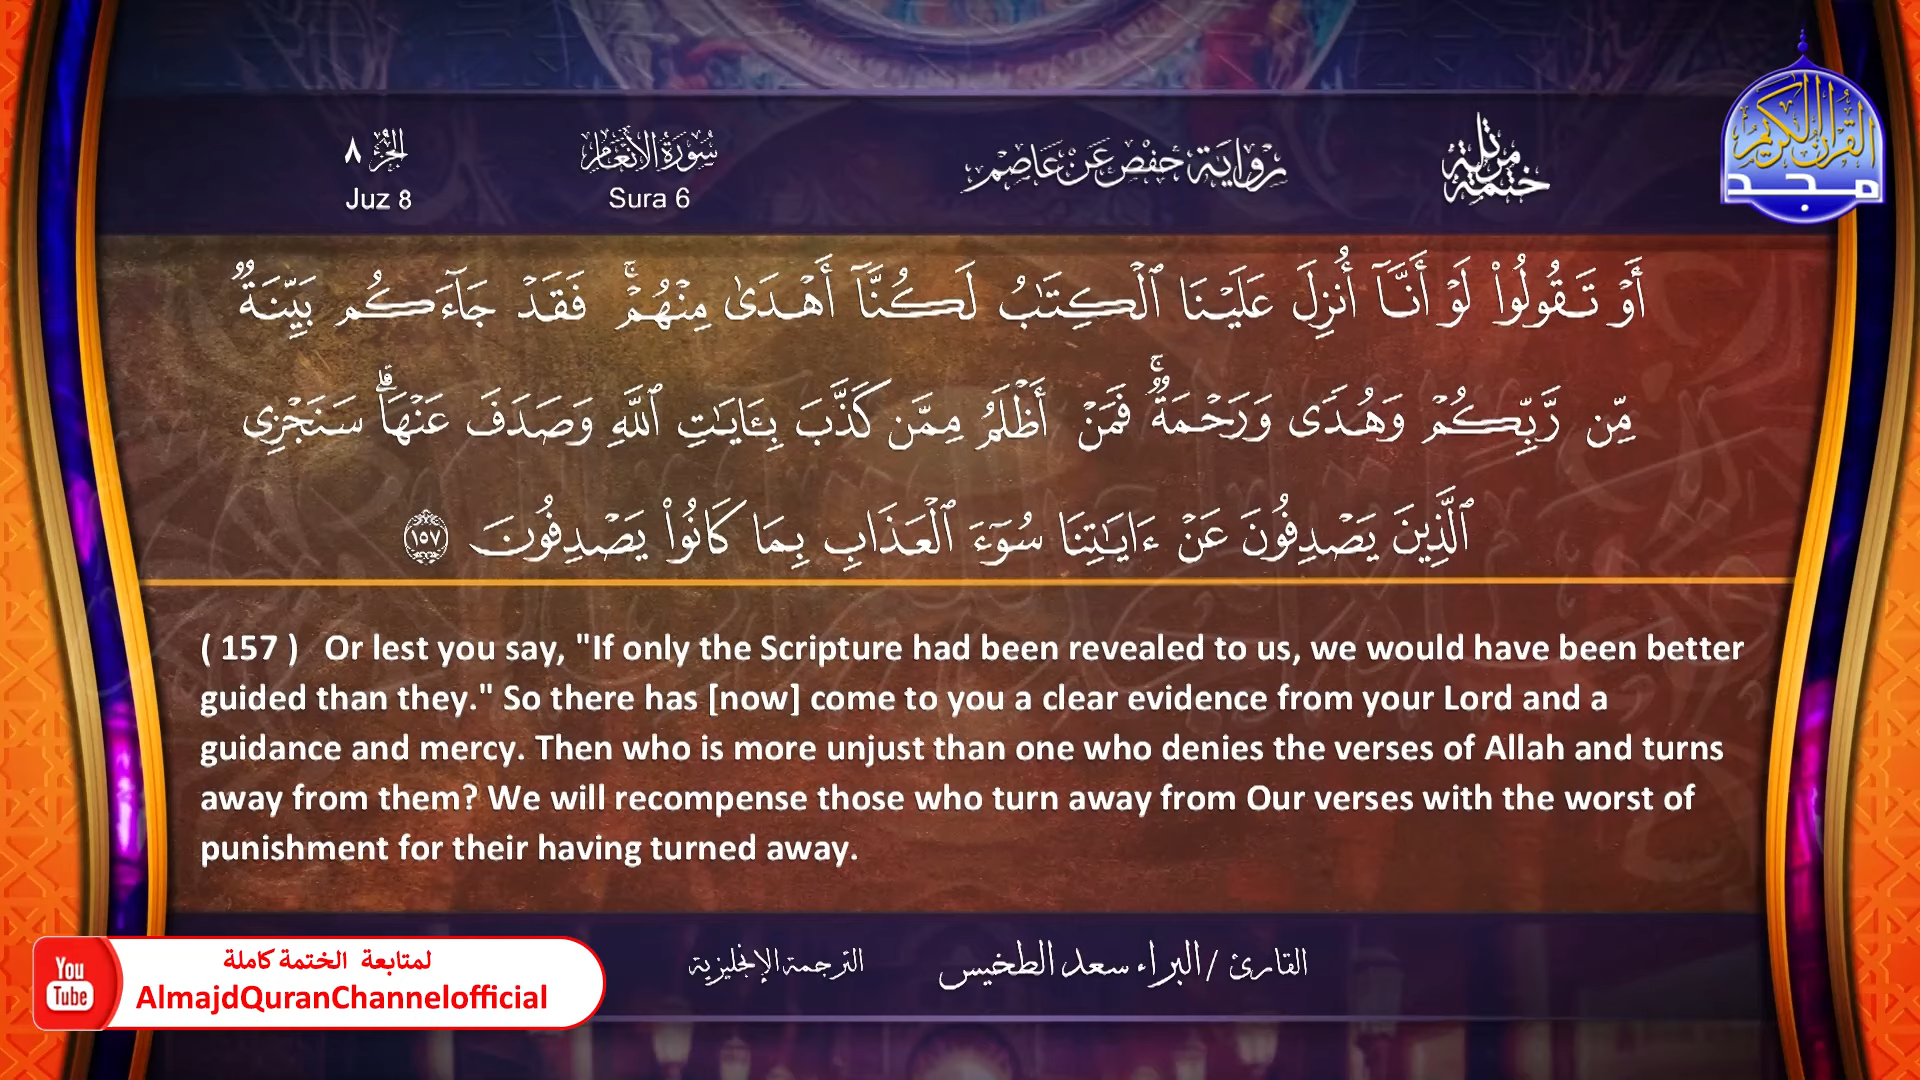 الجزء ٨
Juz 8
سورة الأنعام
Sura 6
رواية حفص عن عاصم
ختمة مرتلة
القرآن الكريم
مجد
أَوْ تَقُولُوا۟ لَوْ أَنَّآ أُنزِلَ عَلَيْنَا ٱلْكِتَـٰبُ لَكُنَّآ أَهْدَىٰ مِنْهُمْ ۚ فَقَدْ جَآءَكُم بَيِّنَةٌ
مِّن رَّبِّكُمْ وَهُدًى وَرَحْمَةٌ ۚ فَمَنْ أَظْلَمُ مِمَّن كَذَّبَ بِـَٔايَـٰتِ ٱللَّهِ وَصَدَفَ عَنْهَا ۗ سَنَجْزِى
ٱلَّذِينَ يَصْدِفُونَ عَنْ ءَايَـٰتِنَا سُوٓءَ ٱلْعَذَابِ بِمَا كَانُوا۟ يَصْدِفُونَ ١٥٧
( 157 ) Or lest you say, "If only the Scripture had been revealed to us, we would have been better
guided than they." So there has [now] come to you a clear evidence from your Lord and a
guidance and mercy. Then who is more unjust than one who denies the verses of Allah and turns
away from them? We will recompense those who turn away from Our verses with the worst of
punishment for their having turned away.
القارئ / البراء سعد الطخيس
الترجمة الإنجليزية
You
Tube
لمتابعة الختمة كاملة
AlmajdQuranChannelofficial